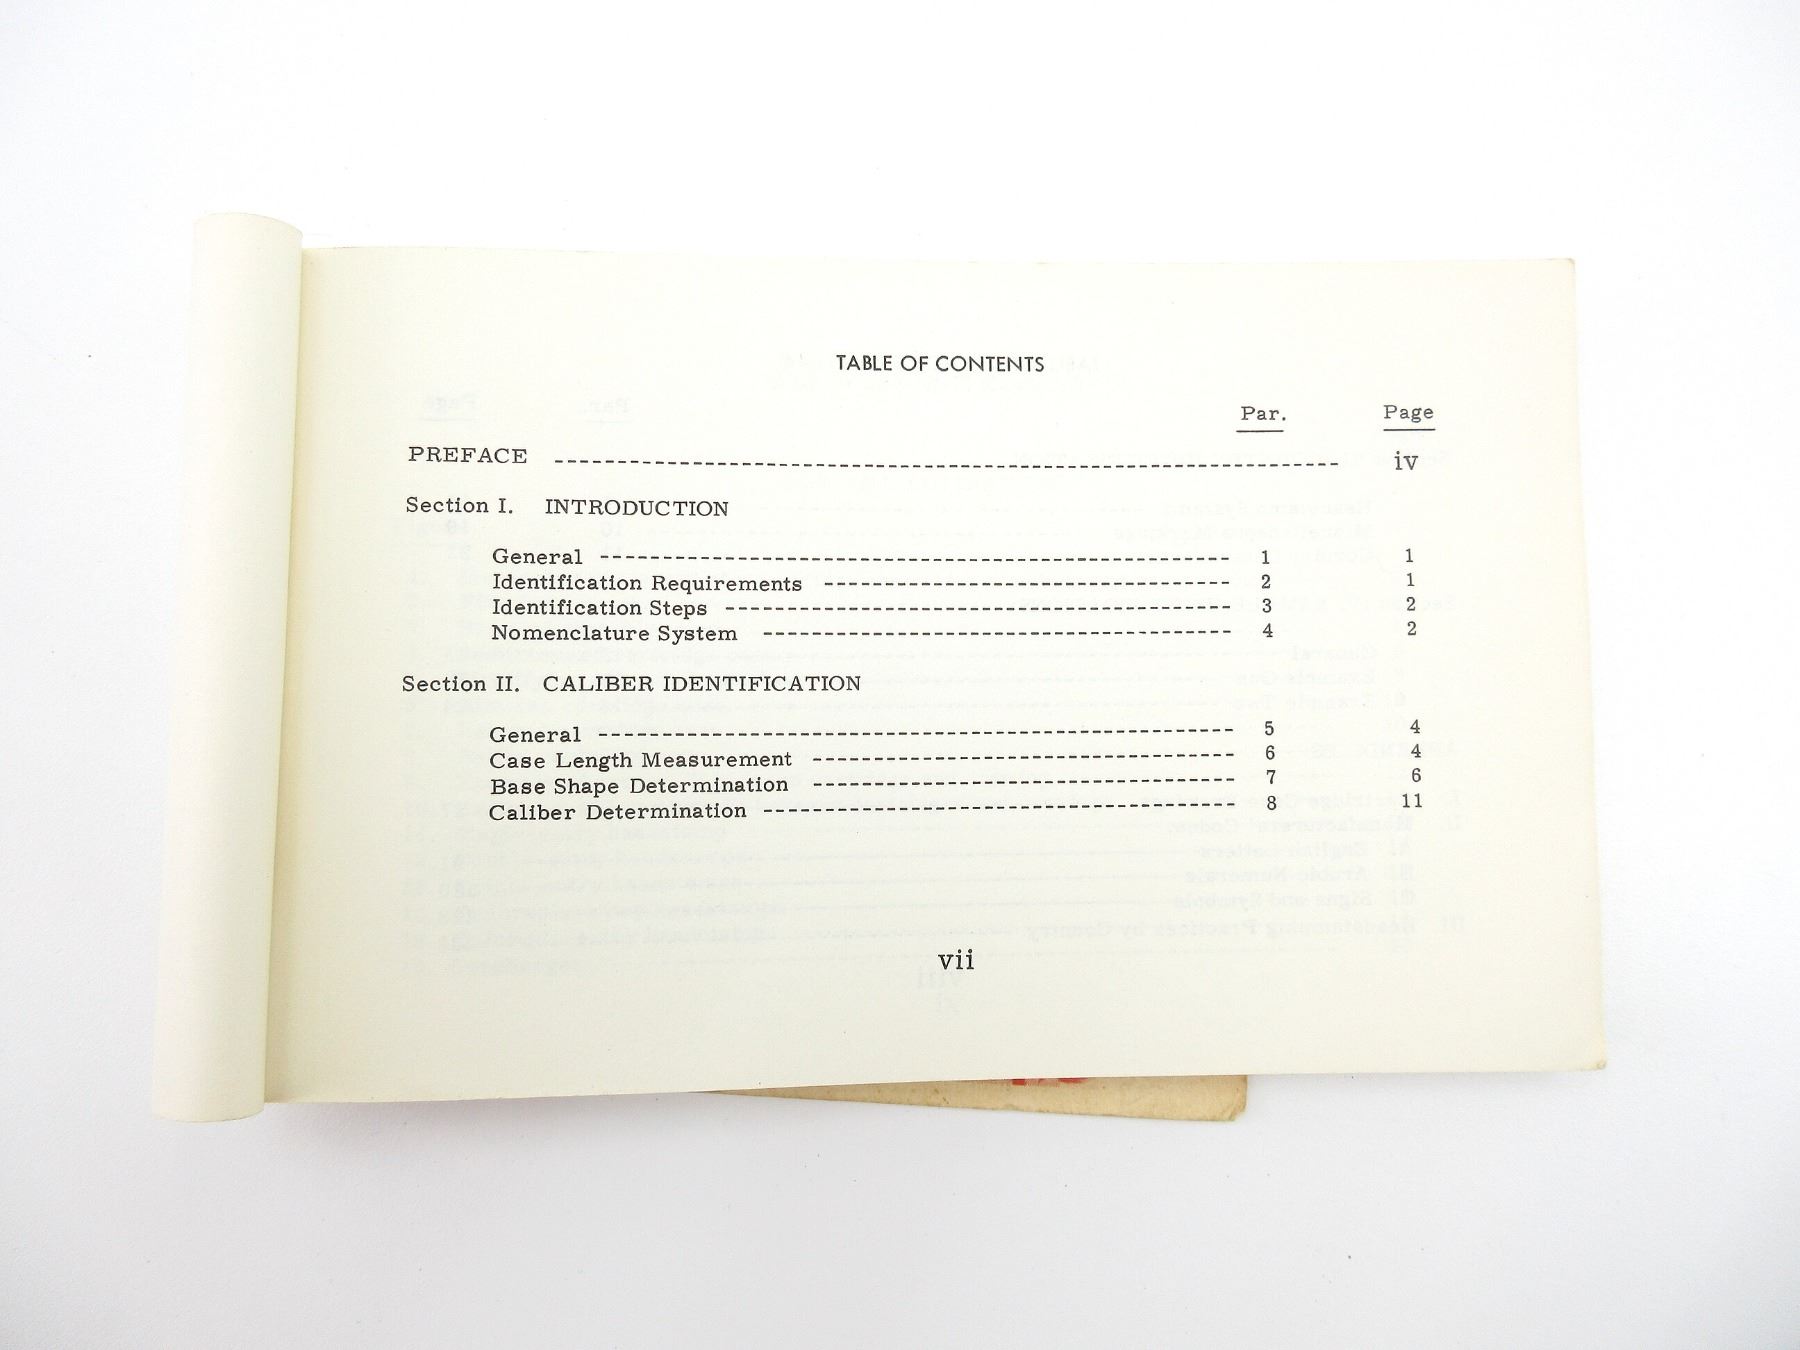 TABLE OF CONTENTS
Par. Page
PREFACE ---------- iv
Section I. INTRODUCTION
General ---------- 1 1
Identification Requirements ---------- 2 1
Identification Steps ---------- 3 2
Nomenclature System ---------- 4 2
Section II. CALIBER IDENTIFICATION
General ---------- 5 4
Case Length Measurement ---------- 6 4
Base Shape Determination ---------- 7 6
Caliber Determination ---------- 8 11
vii